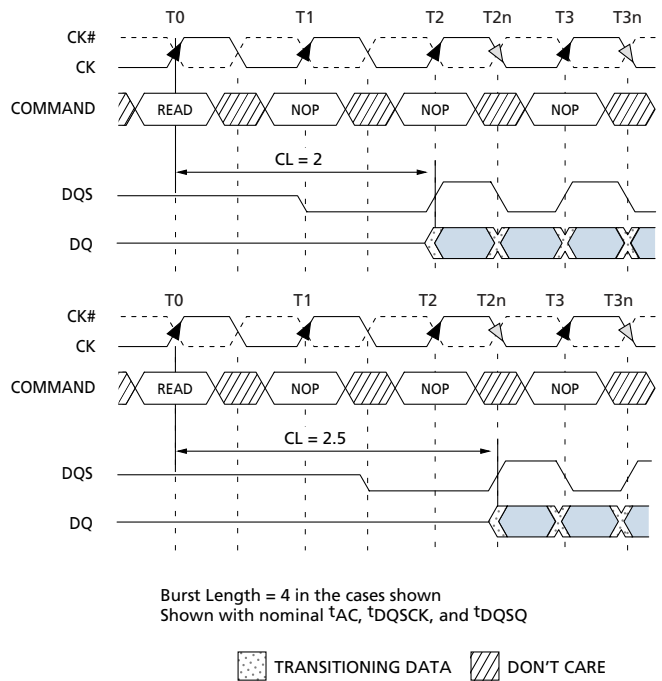 T0 T1 T2 T2n T3 T3n
CK#
CK
COMMAND READ NOP NOP NOP
CL = 2
DQS
DQ
T0 T1 T2 T2n T3 T3n
CK#
CK
COMMAND READ NOP NOP NOP
CL = 2.5
DQS
DQ
Burst Length = 4 in the cases shown
Shown with nominal tAC, tDQSCK, and tDQSQ
TRANSITIONING DATA DON'T CARE